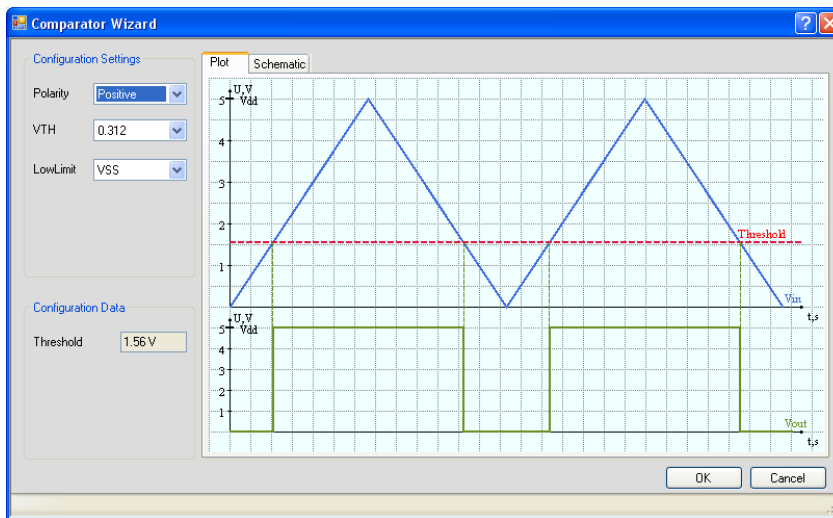 Comparator Wizard
Configuration Settings
Polarity Positive
VTH 0.312
LowLimit VSS
Configuration Data
Threshold 1.56 V
Plot Schematic
U,V
5 Vdd
4
3
2
1
Threshold
Vin
t,s
U,V
5 Vdd
4
3
2
1
Vout
t,s
OK Cancel